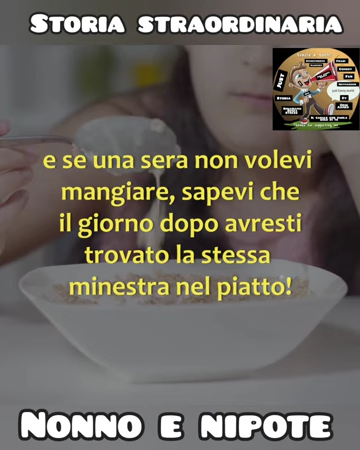 Storia straordinaria
e se una sera non volevi
mangiare, sapevi che
il giorno dopo avresti
trovato la stessa
minestra nel piatto!
Nonno e nipote